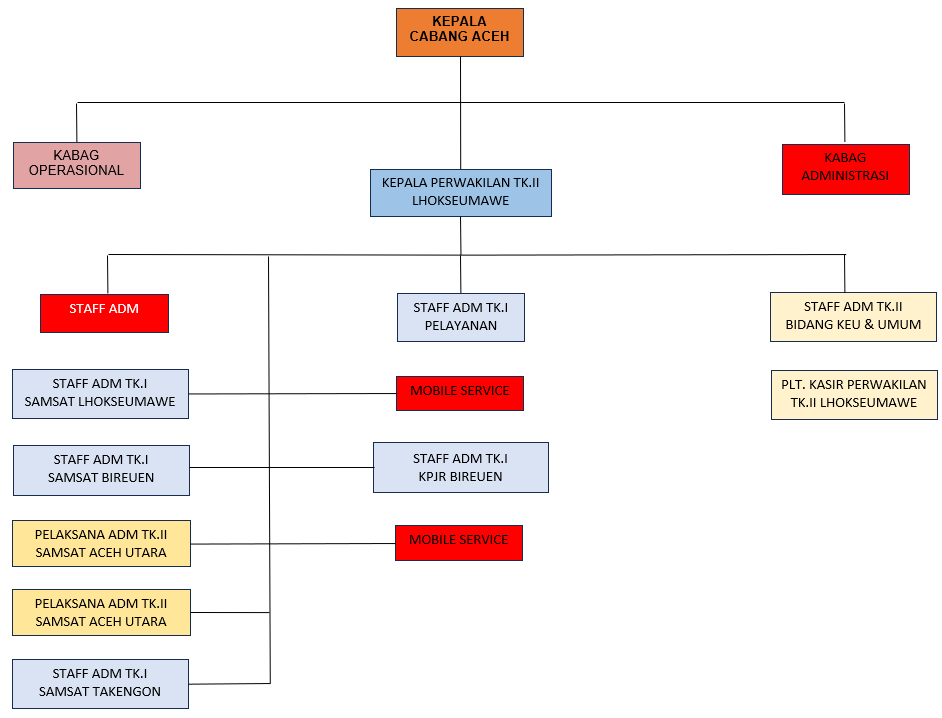 KEPALA
CABANG ACEH
KABAG
OPERASIONAL
KEPALA PERWAKILAN TK.II
LHOKSEUMAWE
KABAG
ADMINISTRASI
STAFF ADM
STAFF ADM TK.I
PELAYANAN
STAFF ADM TK.II
BIDANG KEU & UMUM
STAFF ADM TK.I
SAMSAT LHOKSEUMAWE
MOBILE SERVICE
PLT. KASIR PERWAKILAN
TK.II LHOKSEUMAWE
STAFF ADM TK.I
SAMSAT BIREUEN
STAFF ADM TK.I
KPJR BIREUEN
PELAKSANA ADM TK.II
SAMSAT ACEH UTARA
MOBILE SERVICE
PELAKSANA ADM TK.II
SAMSAT ACEH UTARA
STAFF ADM TK.I
SAMSAT TAKENGON